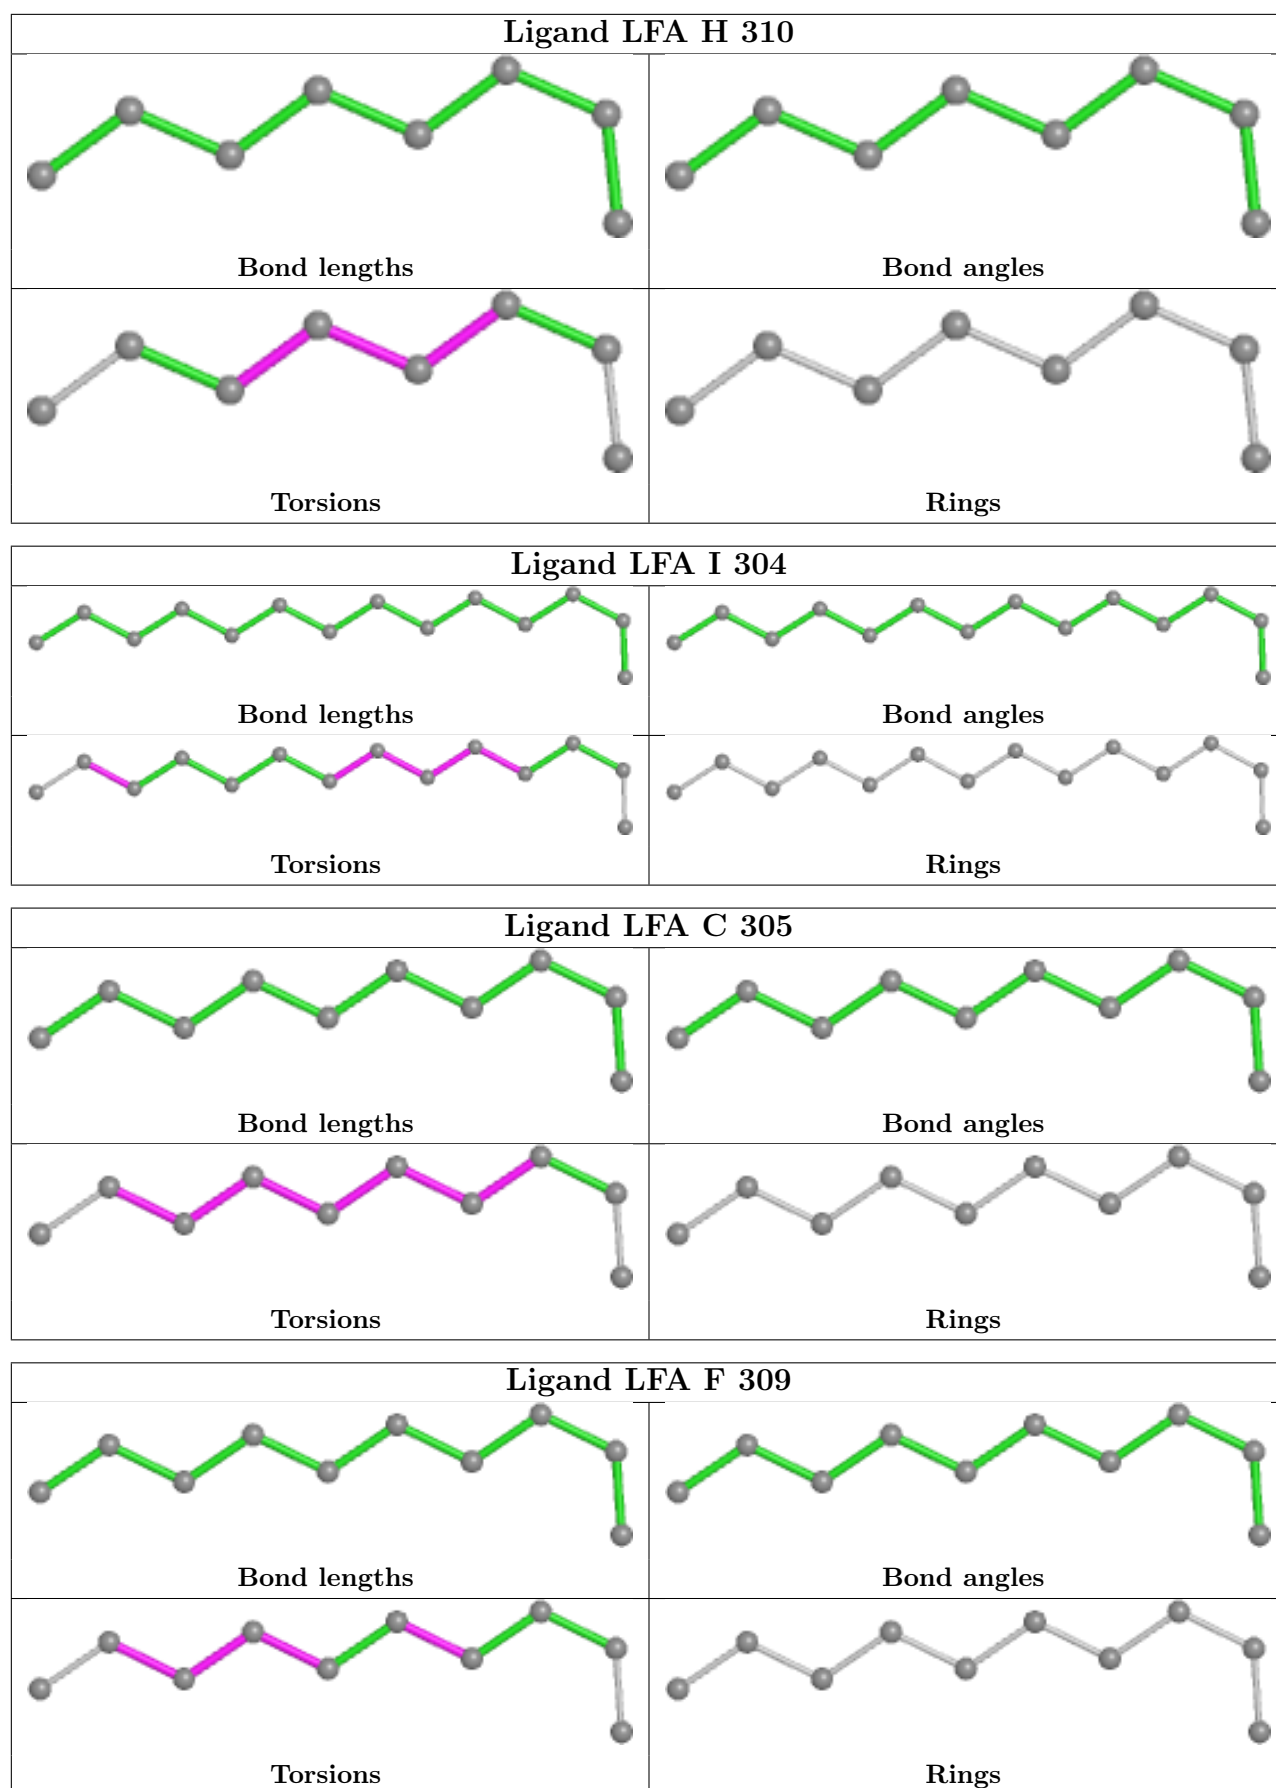 Ligand LFA H 310
Bond lengths
Bond angles
Torsions
Rings
Ligand LFA I 304
Bond lengths
Bond angles
Torsions
Rings
Ligand LFA C 305
Bond lengths
Bond angles
Torsions
Rings
Ligand LFA F 309
Bond lengths
Bond angles
Torsions
Rings